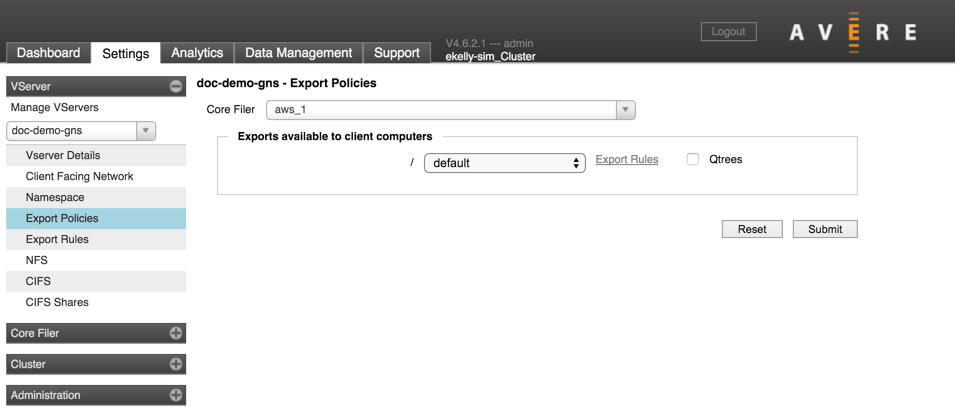 Dashboard Settings Analytics Data Management Support
V4.6.2.1 --- admin
ekelly-sim_Cluster
Logout
AVERE
VServer
Manage VServers
doc-demo-gns
Vserver Details
Client Facing Network
Namespace
Export Policies
Export Rules
NFS
CIFS
CIFS Shares
Core Filer
Cluster
Administration
doc-demo-gns - Export Policies
Core Filer aws_1
Exports available to client computers
/ default Export Rules Qtrees
Reset Submit